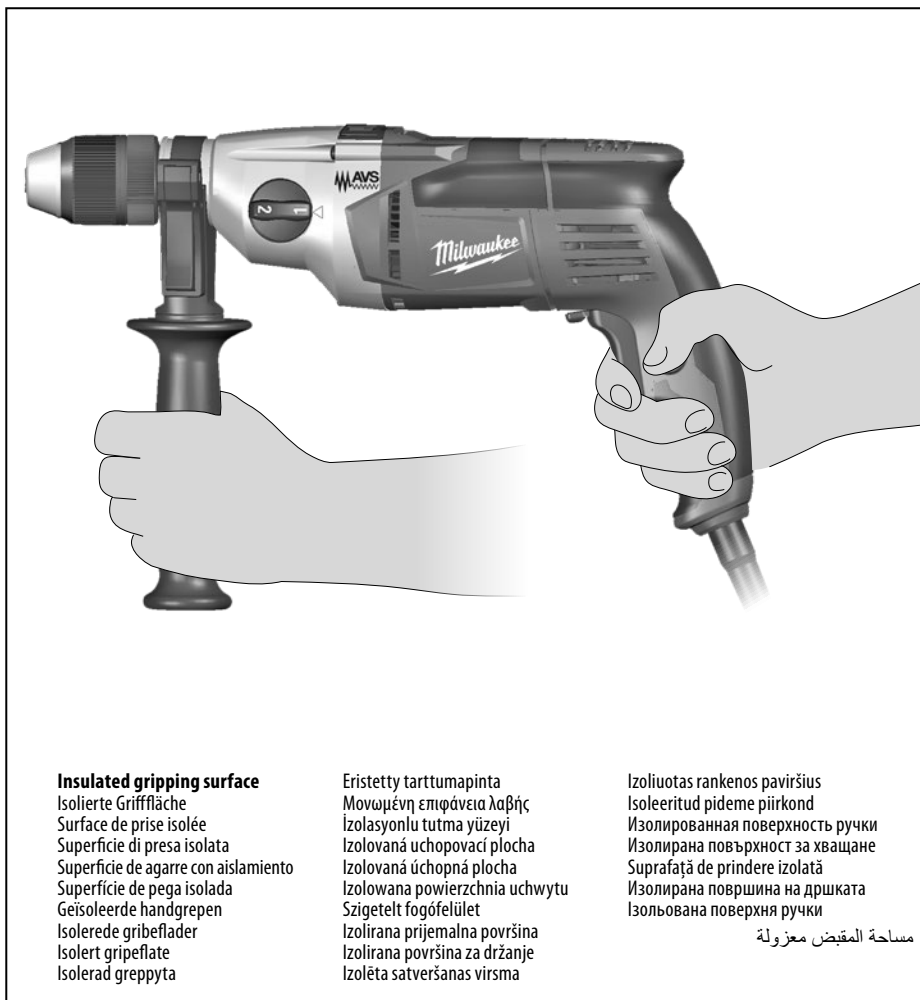 AVS
2 1
Milwaukee
Insulated gripping surface
Isolierte Grifffläche
Surface de prise isolée
Superficie di presa isolata
Superficie de agarre con aislamiento
Superfície de pega isolada
Geïsoleerde handgrepen
Isolerede gribeflader
Isolert gripeflate
Isolerad greppyta
Eristetty tarttumapinta
Μονωμένη επιφάνεια λαβής
İzolasyonlu tutma yüzeyi
Izolovaná uchopovací plocha
Izolovaná úchopná plocha
Izolowana powierzchnia uchwytu
Szigetelt fogófelület
Izolirana prijemalna površina
Izolirana površina za držanje
Izolēta satveršanas virsma
Izoliuotas rankenos paviršius
Isoleeritud pideme piirkond
Изолированная поверхность ручки
Изолирана повърхност за хващане
Suprafaţă de prindere izolată
Изолирана површина на дршката
Ізольована поверхня ручки
مساحة المقبض معزولة